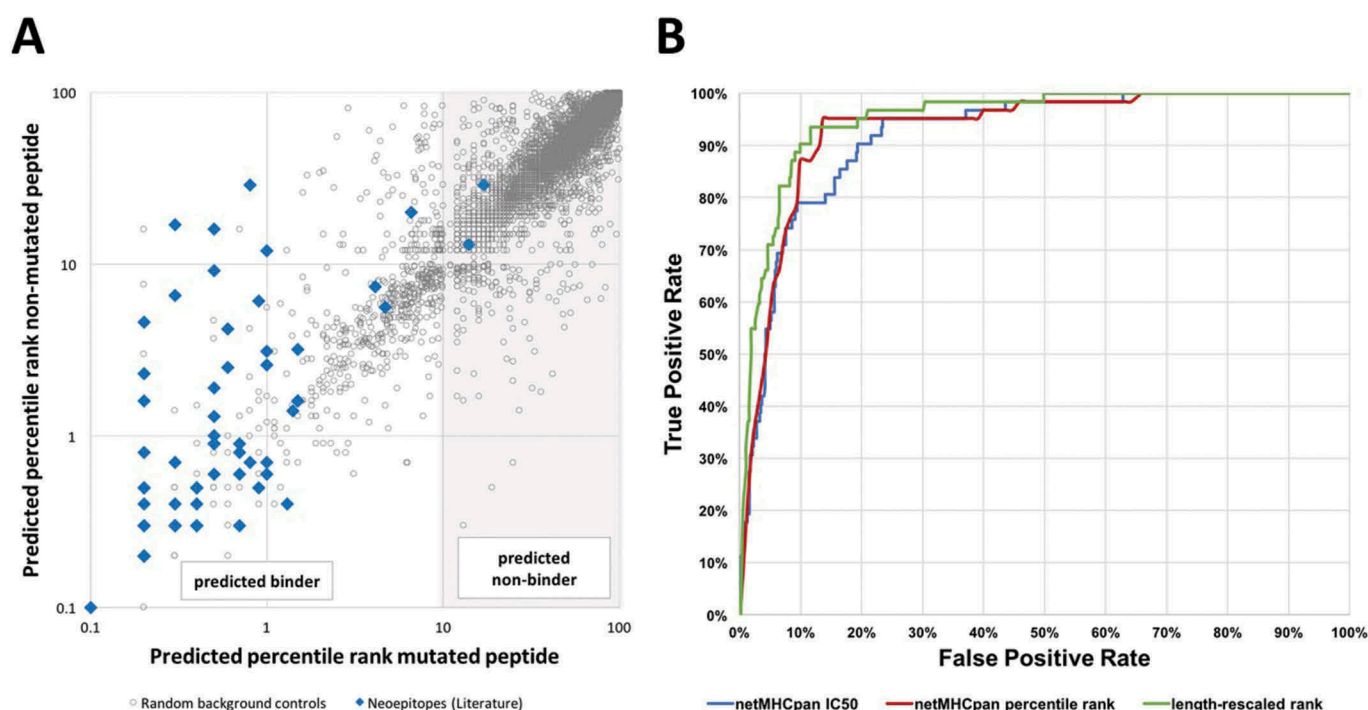 A
Predicted percentile rank non-mutated peptide
100
10
1
0.1
predicted binder
predicted
non-binder
0.1
1
10
100
Predicted percentile rank mutated peptide
Random background controls
Neoepitopes (Literature)
B
True Positive Rate
100%
90%
80%
70%
60%
50%
40%
30%
20%
10%
0%
0%
10%
20%
30%
40%
50%
60%
70%
80%
90%
100%
False Positive Rate
netMHCpan IC50
netMHCpan percentile rank
length-rescaled rank